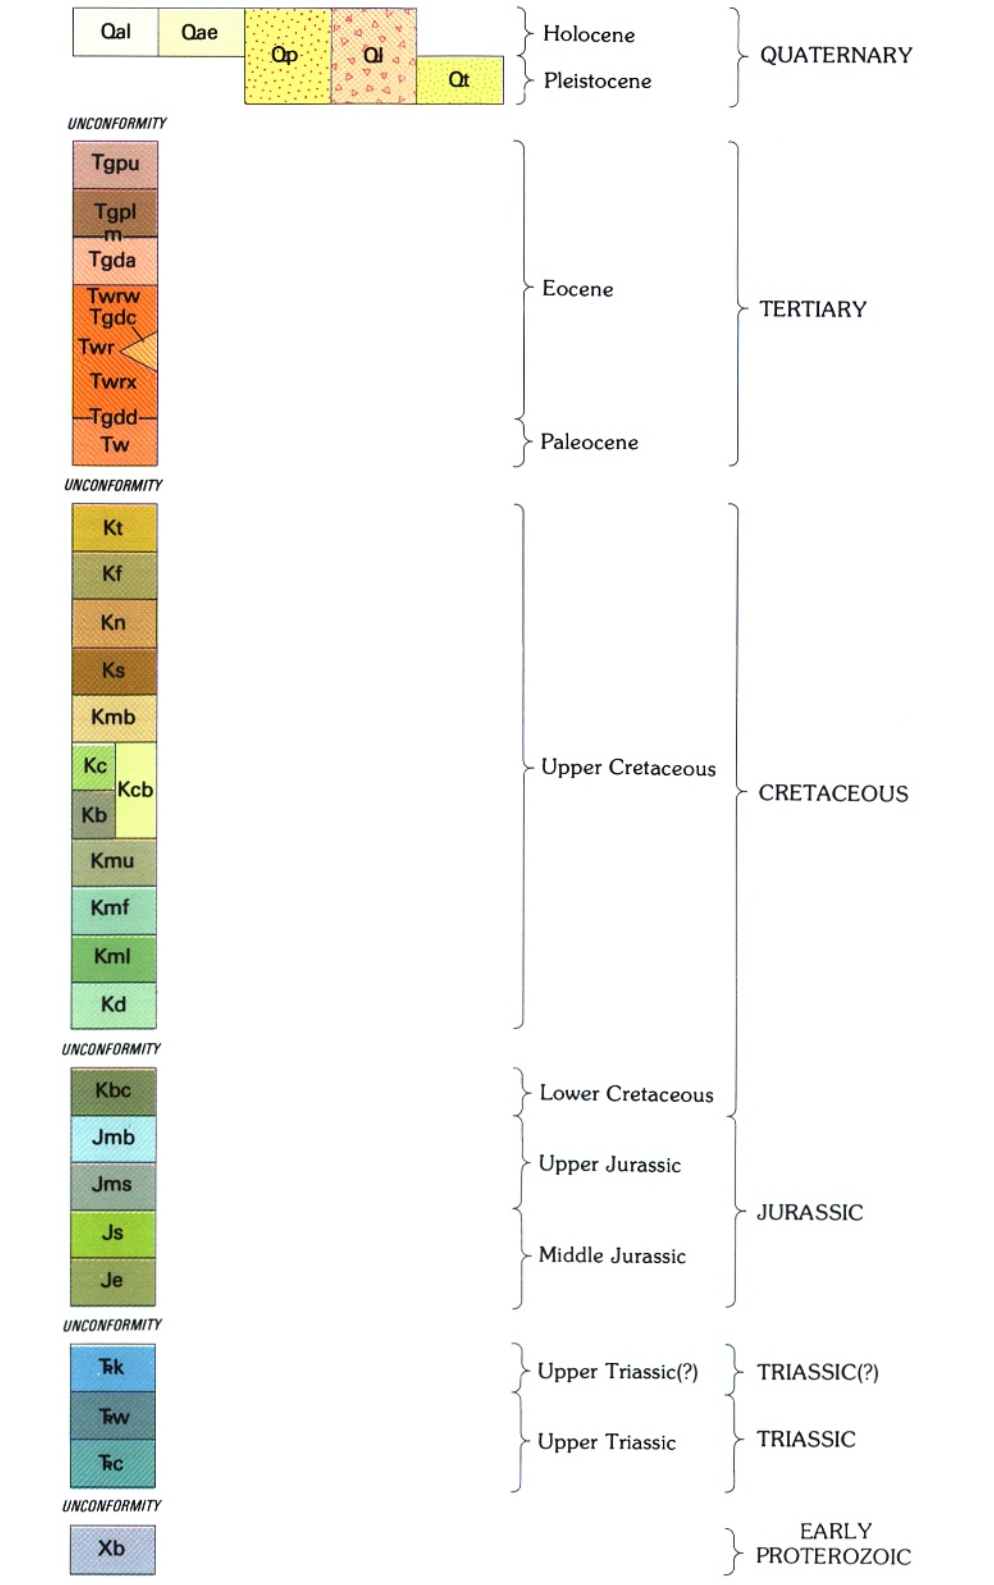 Qal Qae Qp Ql Holocene QUATERNARY
Qt Pleistocene
UNCONFORMITY
Tgpu
Tgpl
m
Tgda
Twrw Eocene
Tgdc TERTIARY
Twr
Twrx
Tgdd
Tw Paleocene
UNCONFORMITY
Kt
Kf
Kn
Ks
Kmb
Kc Upper Cretaceous
Kcb CRETACEOUS
Kb
Kmu
Kmf
Kml
Kd
UNCONFORMITY
Kbc Lower Cretaceous
Jmb
Upper Jurassic
Jms
Js JURASSIC
Middle Jurassic
Je
UNCONFORMITY
Ꞧk Upper Triassic(?) TRIASSIC(?)
Ꞧw
Upper Triassic TRIASSIC
Ꞧc
UNCONFORMITY
Xb EARLY
PROTEROZOIC